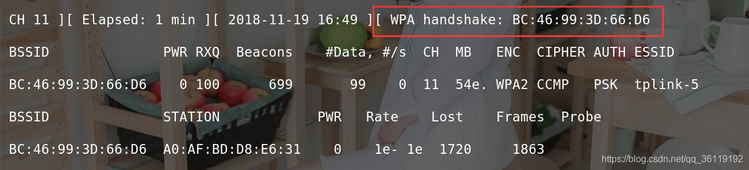 CH 11 ][ Elapsed: 1 min ][ 2018-11-19 16:49 ][ WPA handshake: BC:46:99:3D:66:D6
BSSID PWR RXQ Beacons #Data, #/s CH MB ENC CIPHER AUTH ESSID
BC:46:99:3D:66:D6 0 100 699 99 0 11 54e. WPA2 CCMP PSK tplink-5
BSSID STATION PWR Rate Lost Frames Probe
BC:46:99:3D:66:D6 A0:AF:BD:D8:E6:31 0 1e- 1e 1720 1863
https://blog.csdn.net/qq_36119192